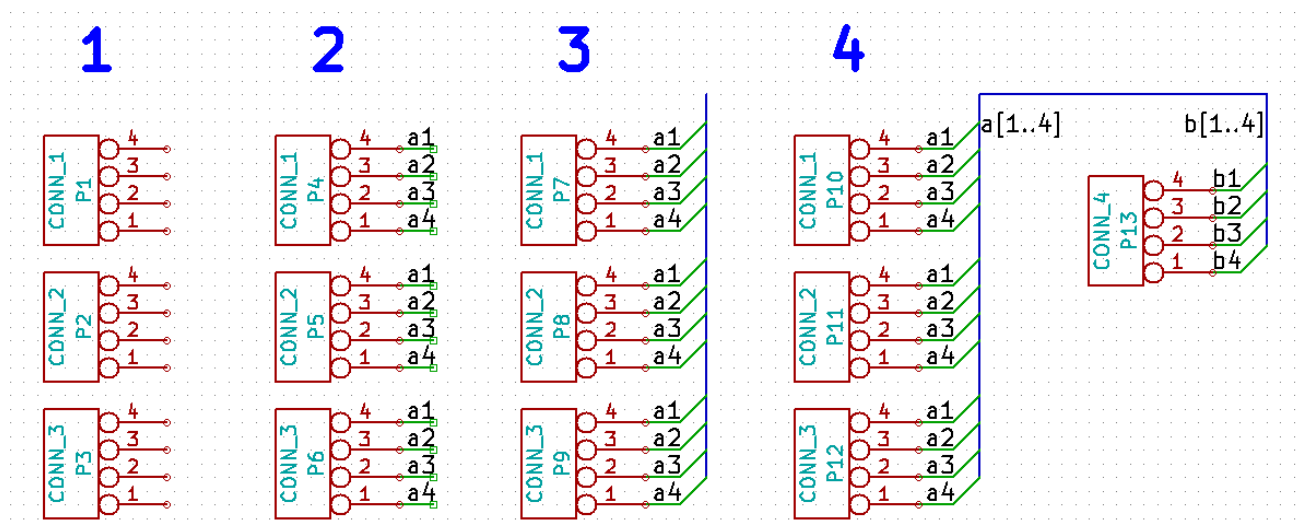 1 2 3 4
a[1..4] b[1..4]
CONN_1 P1 4 3 2 1
CONN_1 P4 4 a1 3 a2 2 a3 1 a4
CONN_1 P7 4 a1 3 a2 2 a3 1 a4
CONN_1 P10 4 a1 3 a2 2 a3 1 a4
CONN_4 P13 4 b1 3 b2 2 b3 1 b4
CONN_2 P2 4 3 2 1
CONN_2 P5 4 a1 3 a2 2 a3 1 a4
CONN_2 P8 4 a1 3 a2 2 a3 1 a4
CONN_2 P11 4 a1 3 a2 2 a3 1 a4
CONN_3 P3 4 3 2 1
CONN_3 P6 4 a1 3 a2 2 a3 1 a4
CONN_3 P9 4 a1 3 a2 2 a3 1 a4
CONN_3 P12 4 a1 3 a2 2 a3 1 a4